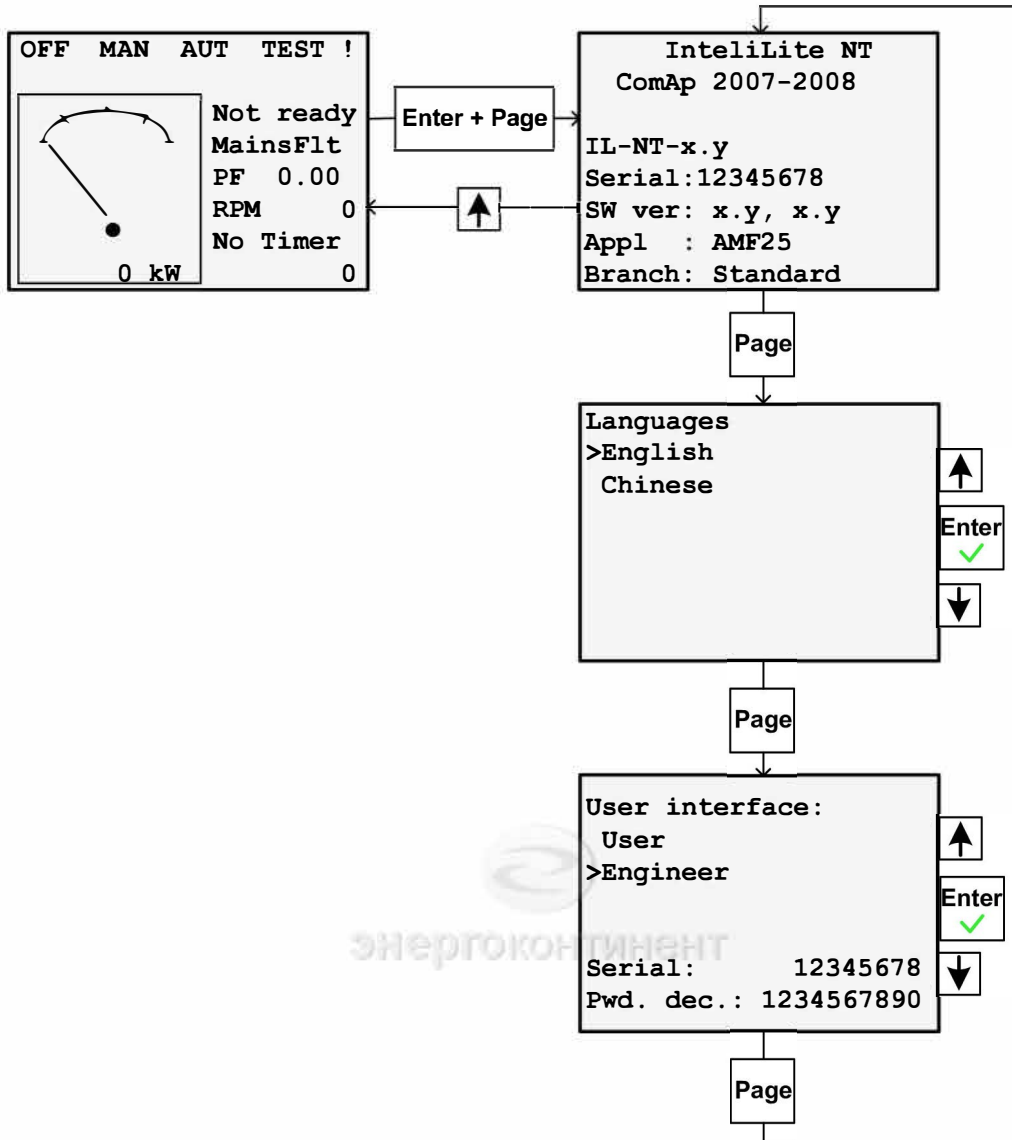 OFF MAN AUT TEST !
Not ready
MainsFlt
PF 0.00
RPM 0
No Timer
0 kW 0
Enter + Page
InteliLite NT
ComAp 2007-2008
IL-NT-x.y
Serial:12345678
SW ver: x.y, x.y
Appl : AMF25
Branch: Standard
Page
Languages
>English
Chinese
Enter
Page
User interface:
User
>Engineer
Enter
энергоконтинент
Serial: 12345678
Pwd. dec.: 1234567890
Page